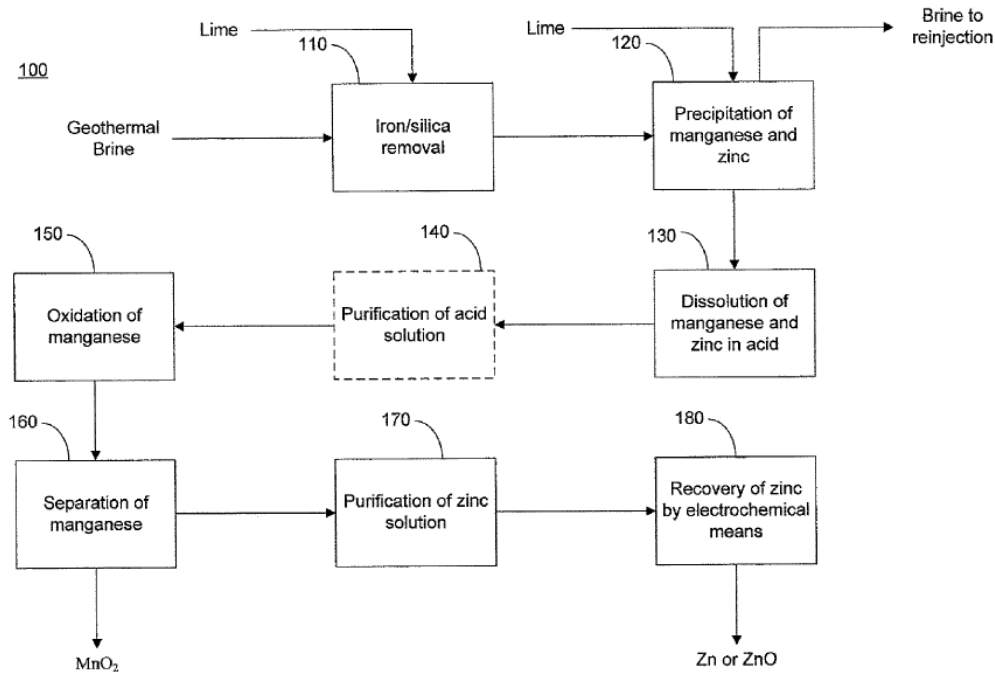 100
Lime
110
Lime
120
Brine to
reinjection
Geothermal
Brine
Iron/silica
removal
Precipitation of
manganese and
zinc
150
140
130
Oxidation of
manganese
Purification of acid
solution
Dissolution of
manganese and
zinc in acid
160
170
180
Separation of
manganese
Purification of zinc
solution
Recovery of zinc
by electrochemical
means
MnO₂
Zn or ZnO